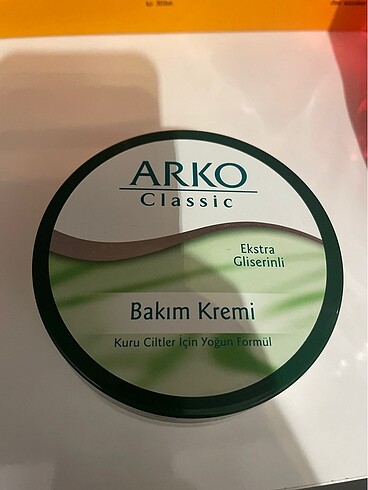 ARKO
Classic
Ekstra
Gliserinli
Bakım Kremi
Kuru Ciltler İçin Yoğun Formül